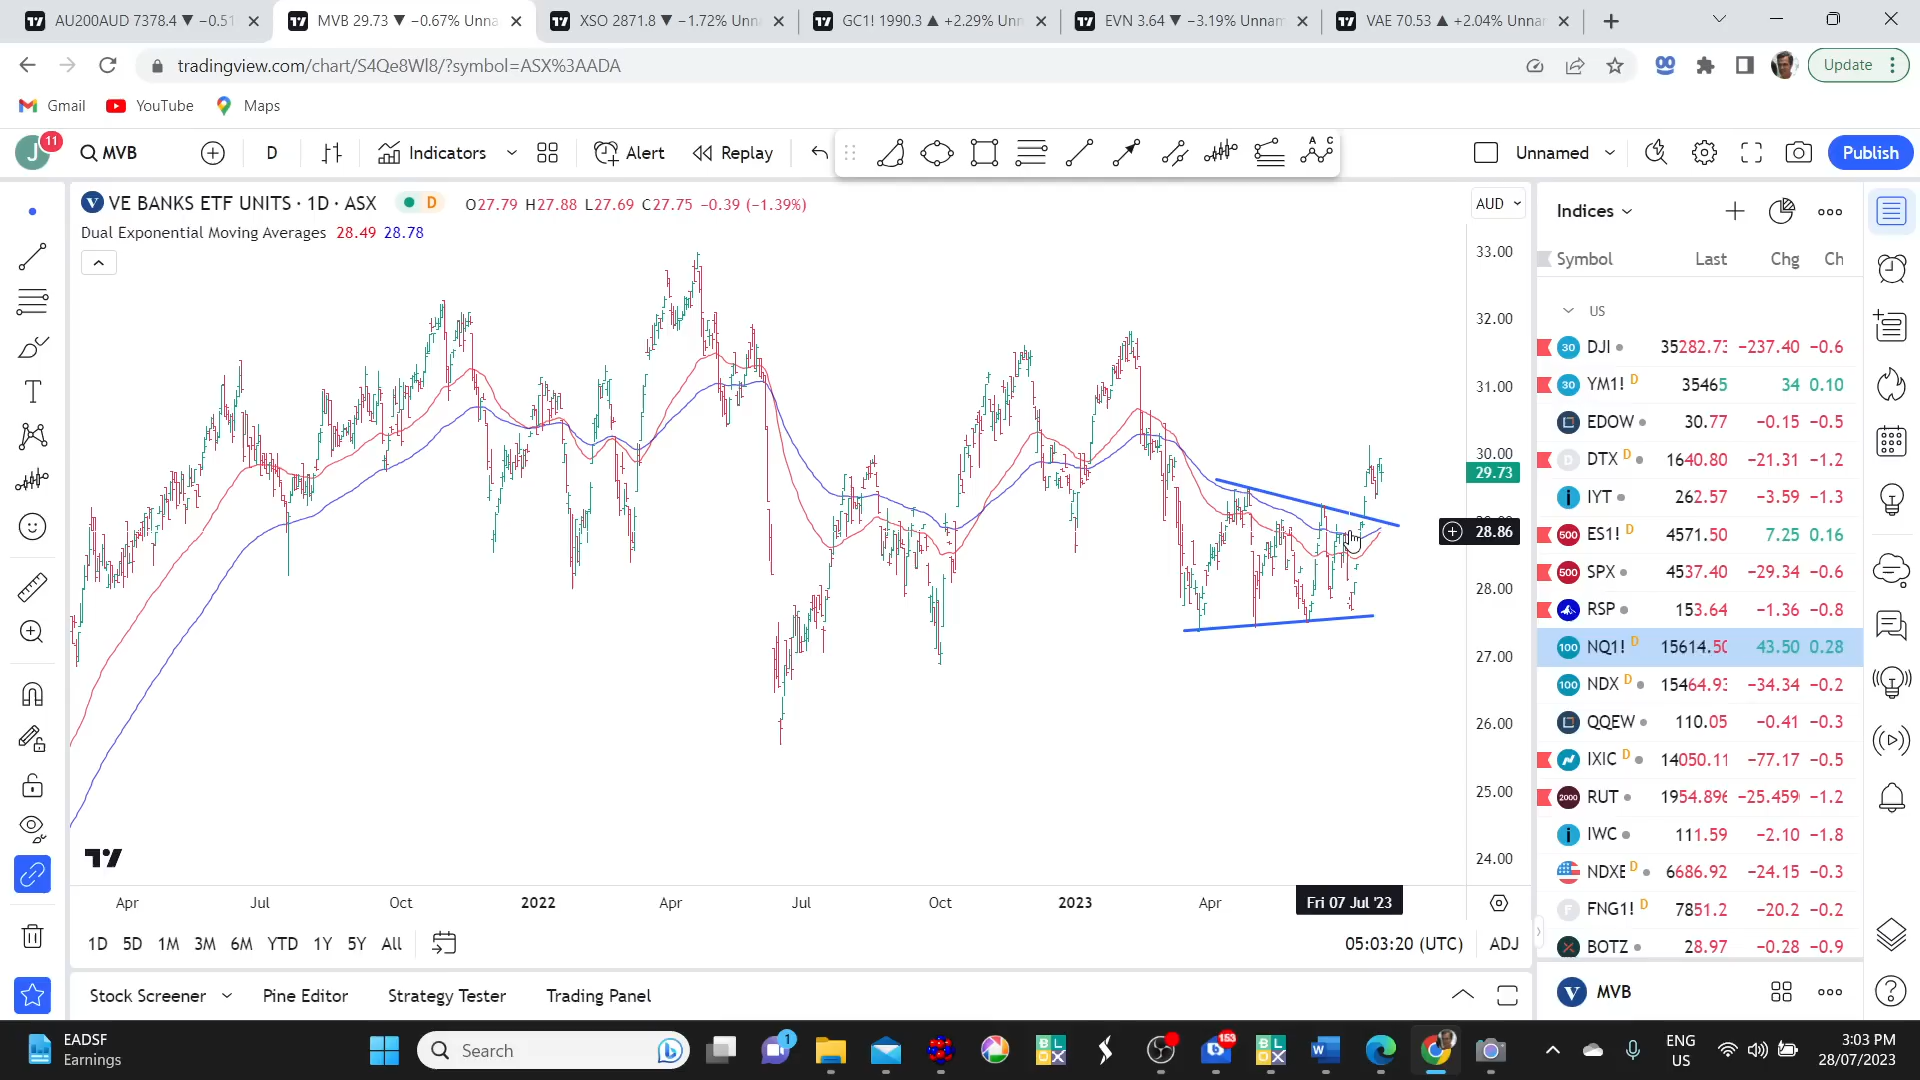 AU200AUD 7378.4 ▼ −0.51
MVB 29.73 ▼ −0.67% Unna
XSO 2871.8 ▼ −1.72% Unn
GC1! 1990.3 ▲ +2.29% Unn
EVN 3.64 ▼ −3.19% Unnam
VAE 70.53 ▲ +2.04% Unnar
tradingview.com/chart/S4Qe8Wl8/?symbol=ASX%3AADA
Update
Gmail
YouTube
Maps
J
11
MVB
D
Indicators
Alert
Replay
A C
Unnamed
Publish
V
VE BANKS ETF UNITS · 1D · ASX
D
O27.79 H27.88 L27.69 C27.75 −0.39 (−1.39%)
Dual Exponential Moving Averages 28.49 28.78
AUD
33.00
32.00
31.00
30.00
29.73
28.86
28.00
27.00
26.00
25.00
24.00
Apr
Jul
Oct
2022
Apr
Jul
Oct
2023
Apr
Fri 07 Jul '23
1D 5D 1M 3M 6M YTD 1Y 5Y All
05:03:20 (UTC)
ADJ
Stock Screener
Pine Editor
Strategy Tester
Trading Panel
Indices
Symbol Last Chg Ch
US
30 DJI 35282.73 −237.40 −0.6
30 YM1! D 35465 34 0.10
EDOW 30.77 −0.15 −0.5
D DTX D 1640.80 −21.31 −1.2
i IYT 262.57 −3.59 −1.3
500 ES1! D 4571.50 7.25 0.16
500 SPX 4537.40 −29.34 −0.6
RSP 153.64 −1.36 −0.8
100 NQ1! D 15614.50 43.50 0.28
100 NDX D 15464.93 −34.34 −0.2
QQEW 110.05 −0.41 −0.3
IXIC D 14050.11 −77.17 −0.5
2000 RUT 1954.896 −25.459 −1.2
i IWC 111.59 −2.10 −1.8
NDXE D 6686.92 −24.15 −0.3
F FNG1! D 7851.2 −20.2 −0.2
BOTZ 28.97 −0.28 −0.9
V MVB
EADSF
Earnings
Search
1
BL
OX
153
BL
OX
ENG
US
3:03 PM
28/07/2023